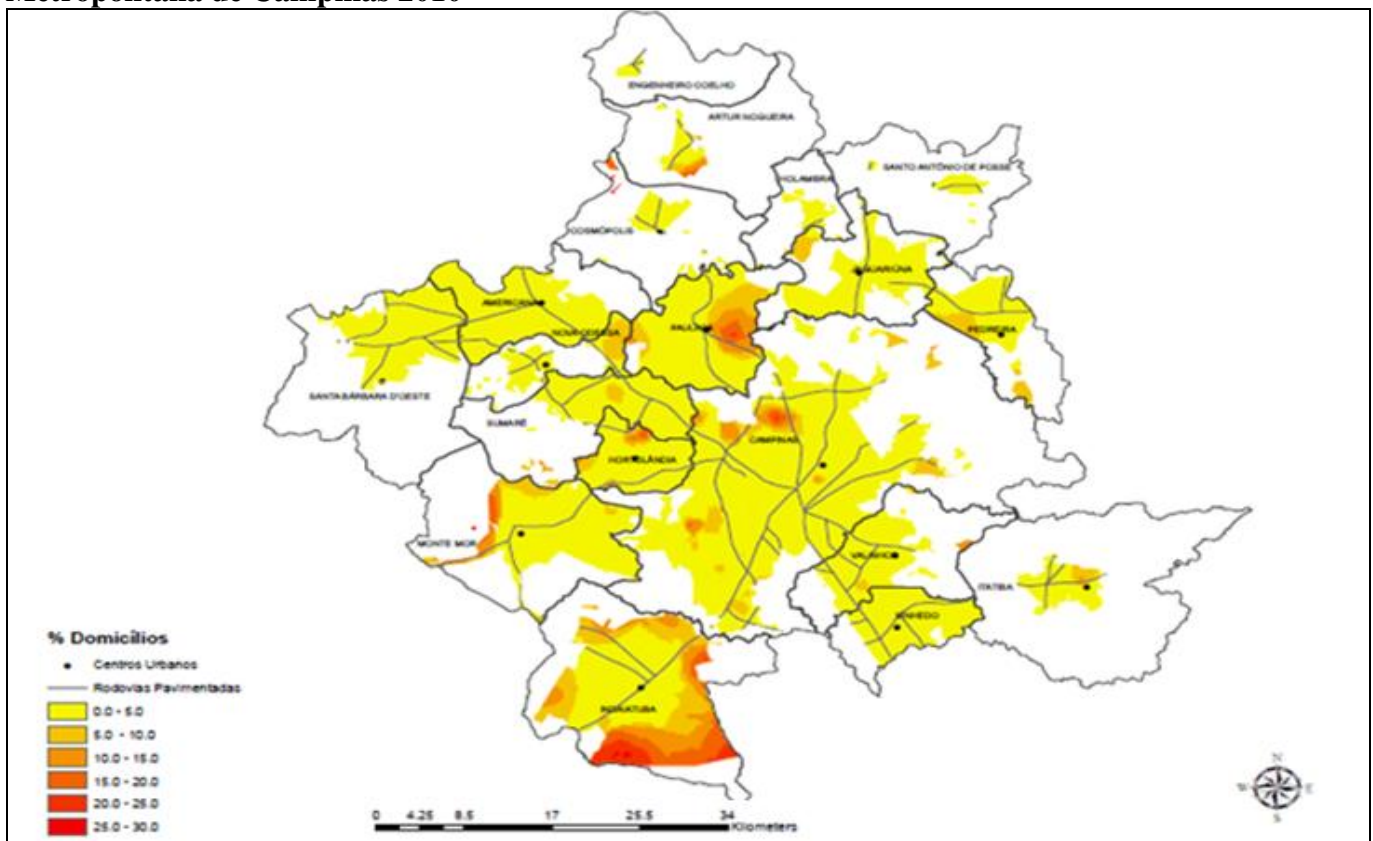 Metropolitana de Campinas 2010
ENGENHEIRO COELHO
ARTUR NOGUEIRA
SANTO ANTÔNIO DE POSSE
HOLAMBRA
COSMÓPOLIS
JAGUARIÚNA
AMERICANA
NOVA ODESSA
PAULÍNIA
PEDREIRA
SANTA BÁRBARA D'OESTE
SUMARÉ
CAMPINAS
HORTOLÂNDIA
MONTE MOR
VALINHOS
ITATIBA
VINHEDO
INDAIATUBA
% Domicílios
Centros Urbanos
Rodovias Pavimentadas
0.0 - 5.0
5.0 - 10.0
10.0 - 15.0
15.0 - 20.0
20.0 - 25.0
25.0 - 30.0
0 4.25 8.5 17 25.5 34
Kilometers
N
W E
S